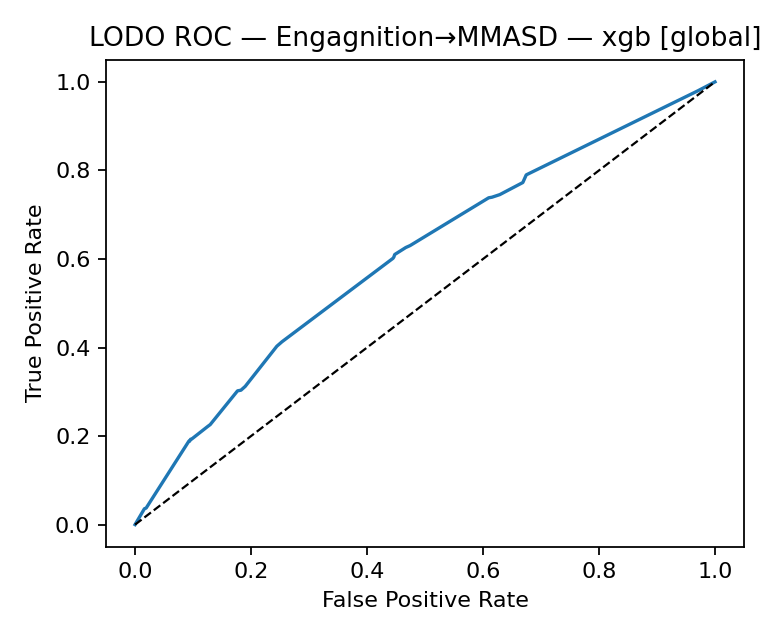 LODO ROC — Engagnition→MMASD — xgb [global]
True Positive Rate
1.0
0.8
0.6
0.4
0.2
0.0
0.0 0.2 0.4 0.6 0.8 1.0
False Positive Rate